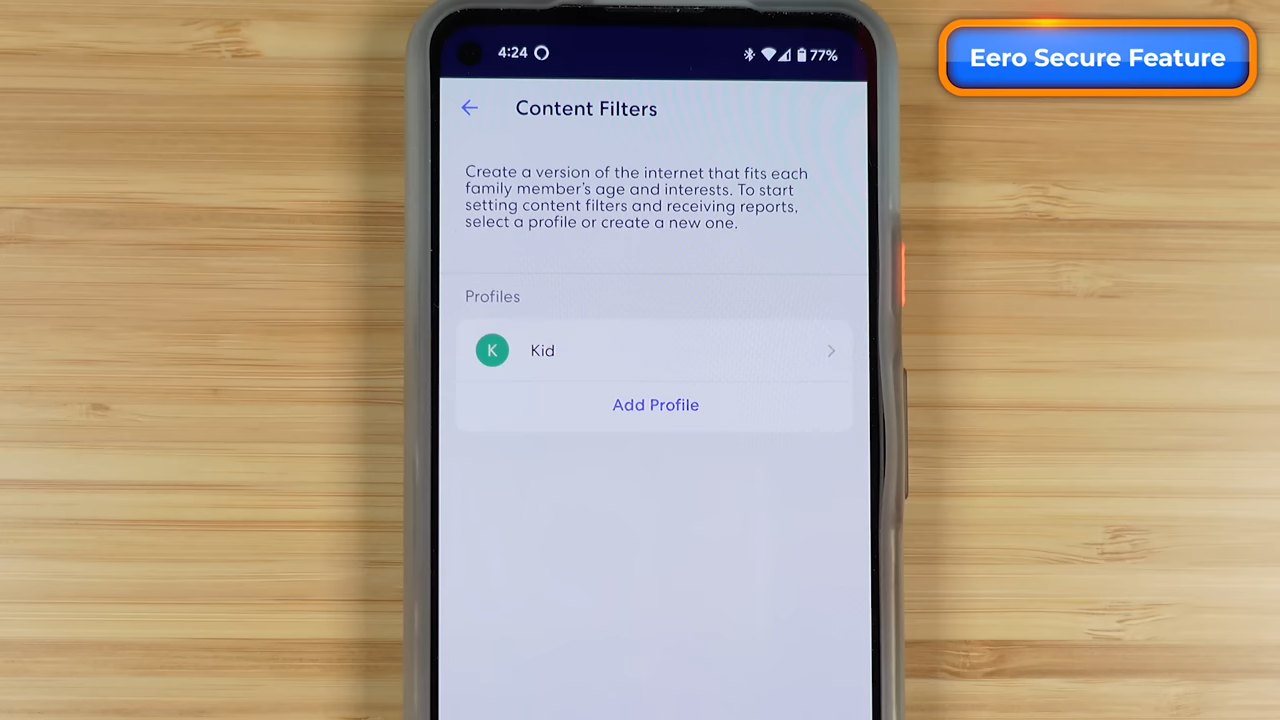 4:24
77%
Eero Secure Feature
Content Filters
Create a version of the internet that fits each
family member's age and interests. To start
setting content filters and receiving reports,
select a profile or create a new one.
Profiles
K
Kid
Add Profile